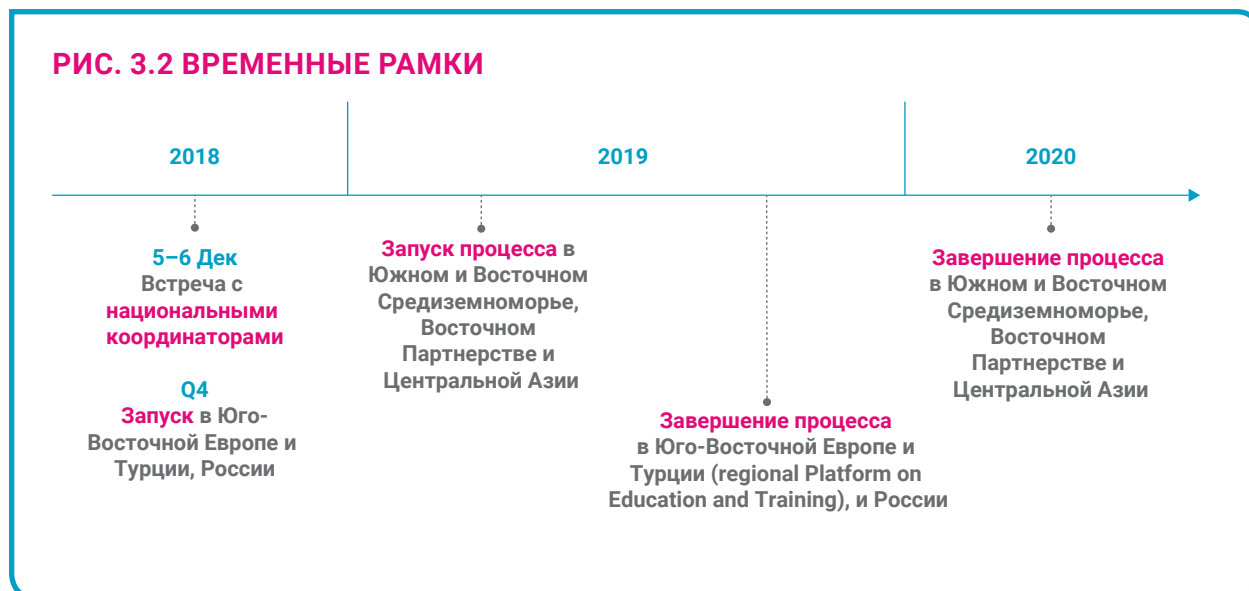 РИС. 3.2 ВРЕМЕННЫЕ РАМКИ
2018
2019
2020
5–6 Дек
Встреча с
национальными
координаторами
Q4
Запуск в Юго-
Восточной Европе и
Турции, России
Запуск процесса в
Южном и Восточном
Средиземноморье,
Восточном
Партнерстве и
Центральной Азии
Завершение процесса
в Юго-Восточной Европе и
Турции (regional Platform on
Education and Training), и России
Завершение процесса
в Южном и Восточном
Средиземноморье,
Восточном
Партнерстве и
Центральной Азии